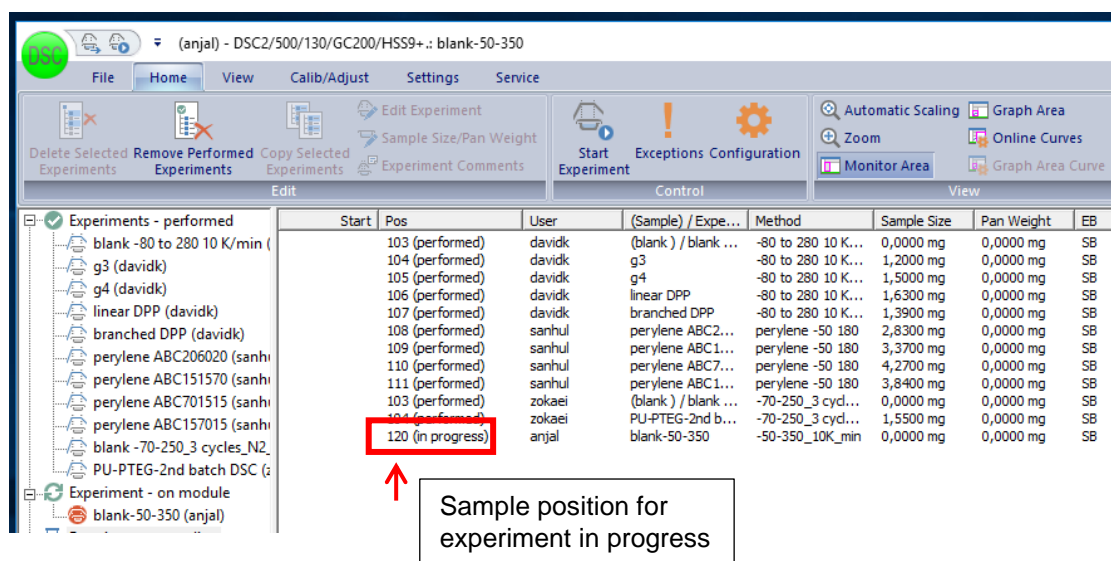 DSC (anjal) - DSC2/500/130/GC200/HSS9+.: blank-50-350
File Home View Calib/Adjust Settings Service
Delete Selected Experiments
Remove Performed Experiments
Copy Selected Experiments
Edit Experiment
Sample Size/Pan Weight
Experiment Comments
Edit
Start Experiment
Exceptions
Configuration
Control
Automatic Scaling
Zoom
Monitor Area
Graph Area
Online Curves
Graph Area Curve
View
Experiments - performed
blank -80 to 280 10 K/min (
g3 (davidk)
g4 (davidk)
linear DPP (davidk)
branched DPP (davidk)
perylene ABC206020 (sanhu
perylene ABC151570 (sanhu
perylene ABC701515 (sanhu
perylene ABC157015 (sanhu
blank -70-250_3 cycles_N2_
PU-PTEG-2nd batch DSC (z
Experiment - on module
blank-50-350 (anjal)
Start Pos User (Sample) / Expe... Method Sample Size Pan Weight EB
103 (performed) davidk (blank ) / blank ... -80 to 280 10 K... 0,0000 mg 0,0000 mg SB
104 (performed) davidk g3 -80 to 280 10 K... 1,2000 mg 0,0000 mg SB
105 (performed) davidk g4 -80 to 280 10 K... 1,5000 mg 0,0000 mg SB
106 (performed) davidk linear DPP -80 to 280 10 K... 1,6300 mg 0,0000 mg SB
107 (performed) davidk branched DPP -80 to 280 10 K... 1,3900 mg 0,0000 mg SB
108 (performed) sanhul perylene ABC2... perylene -50 180 2,8300 mg 0,0000 mg SB
109 (performed) sanhul perylene ABC1... perylene -50 180 3,3700 mg 0,0000 mg SB
110 (performed) sanhul perylene ABC7... perylene -50 180 4,2700 mg 0,0000 mg SB
111 (performed) sanhul perylene ABC1... perylene -50 180 3,8400 mg 0,0000 mg SB
103 (performed) zokaei (blank ) / blank ... -70-250_3 cycl... 0,0000 mg 0,0000 mg SB
104 (performed) zokaei PU-PTEG-2nd b... -70-250_3 cycl... 1,5500 mg 0,0000 mg SB
120 (in progress) anjal blank-50-350 -50-350_10K_min 0,0000 mg 0,0000 mg SB
Sample position for
experiment in progress